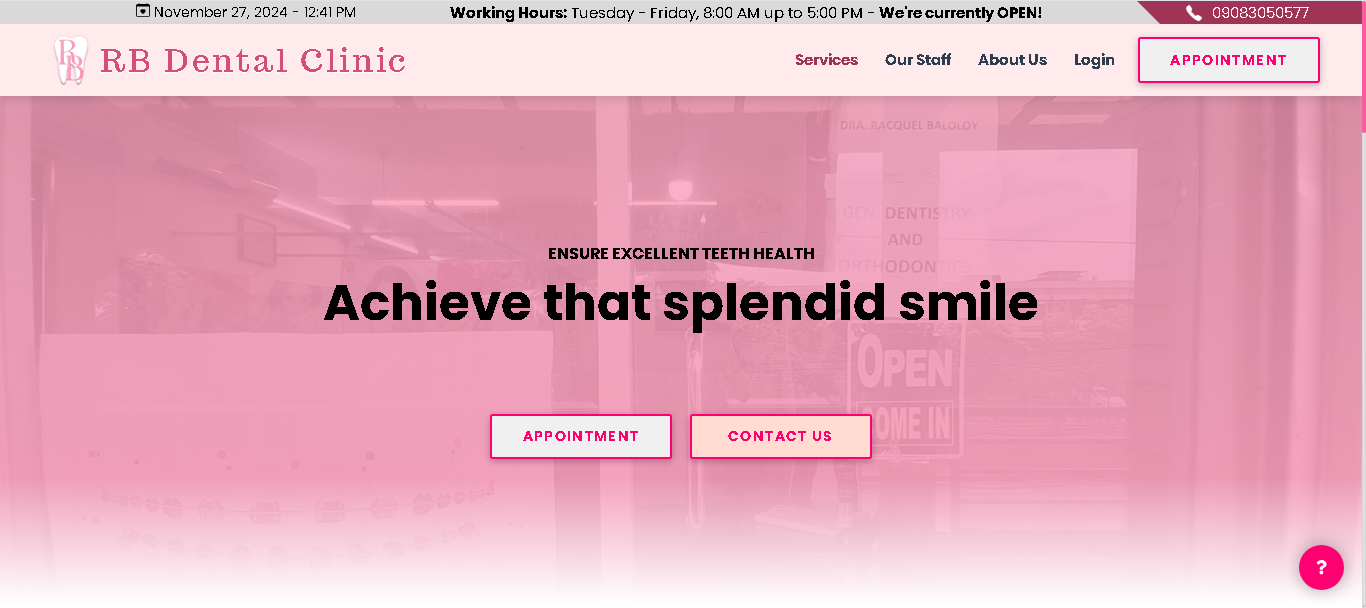 November 27, 2024 - 12:41 PM
Working Hours: Tuesday - Friday, 8:00 AM up to 5:00 PM - We're currently OPEN!
09083050577
RB
RB Dental Clinic
Services
Our Staff
About Us
Login
APPOINTMENT
DRA. RACQUEL BALOLOY
GEN. DENTISTRY
AND
ORTHODONTICS
ENSURE EXCELLENT TEETH HEALTH
Achieve that splendid smile
OPEN
COME IN
APPOINTMENT
CONTACT US
?